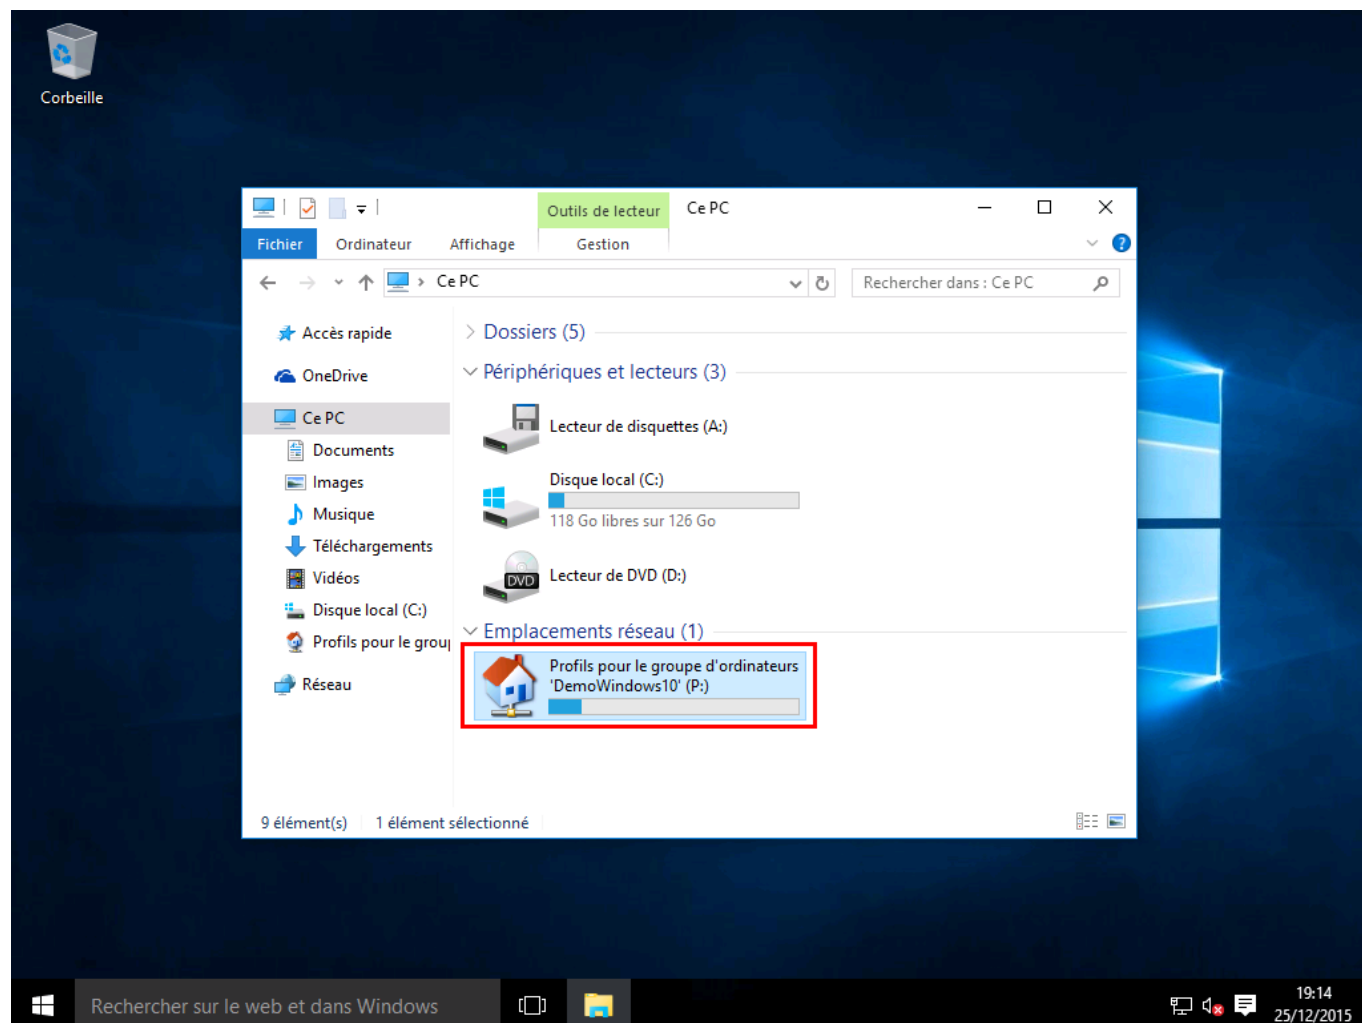 Corbeille
Outils de lecteur
Ce PC
Fichier
Ordinateur
Affichage
Gestion
Ce PC
Rechercher dans : Ce PC
Accès rapide
OneDrive
Ce PC
Documents
Images
Musique
Téléchargements
Vidéos
Disque local (C:)
Profils pour le group
Réseau
Dossiers (5)
Périphériques et lecteurs (3)
Lecteur de disquettes (A:)
Disque local (C:)
118 Go libres sur 126 Go
DVD
Lecteur de DVD (D:)
Emplacements réseau (1)
Profils pour le groupe d'ordinateurs
'DemoWindows10' (P:)
9 élément(s)
1 élément sélectionné
Rechercher sur le web et dans Windows
19:14
25/12/2015